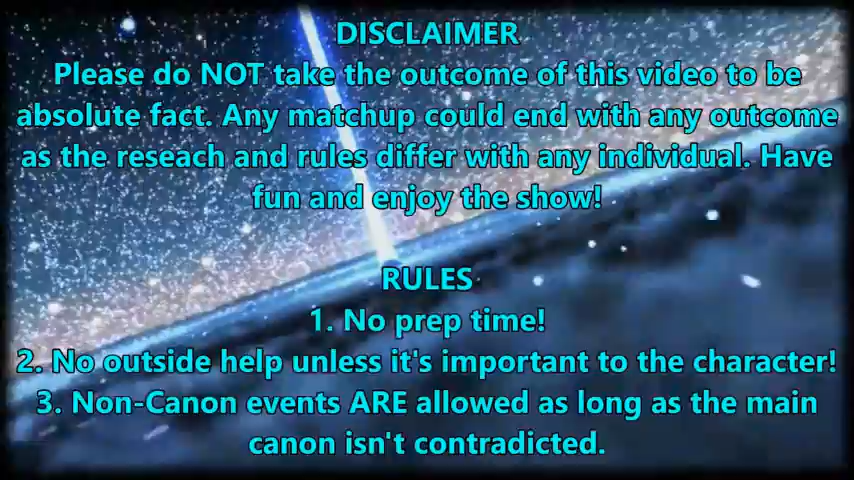 DISCLAIMER
Please do NOT take the outcome of this video to be
absolute fact. Any matchup could end with any outcome
as the reseach and rules differ with any individual. Have
fun and enjoy the show!
RULES
1. No prep time!
2. No outside help unless it's important to the character!
3. Non-Canon events ARE allowed as long as the main
canon isn't contradicted.